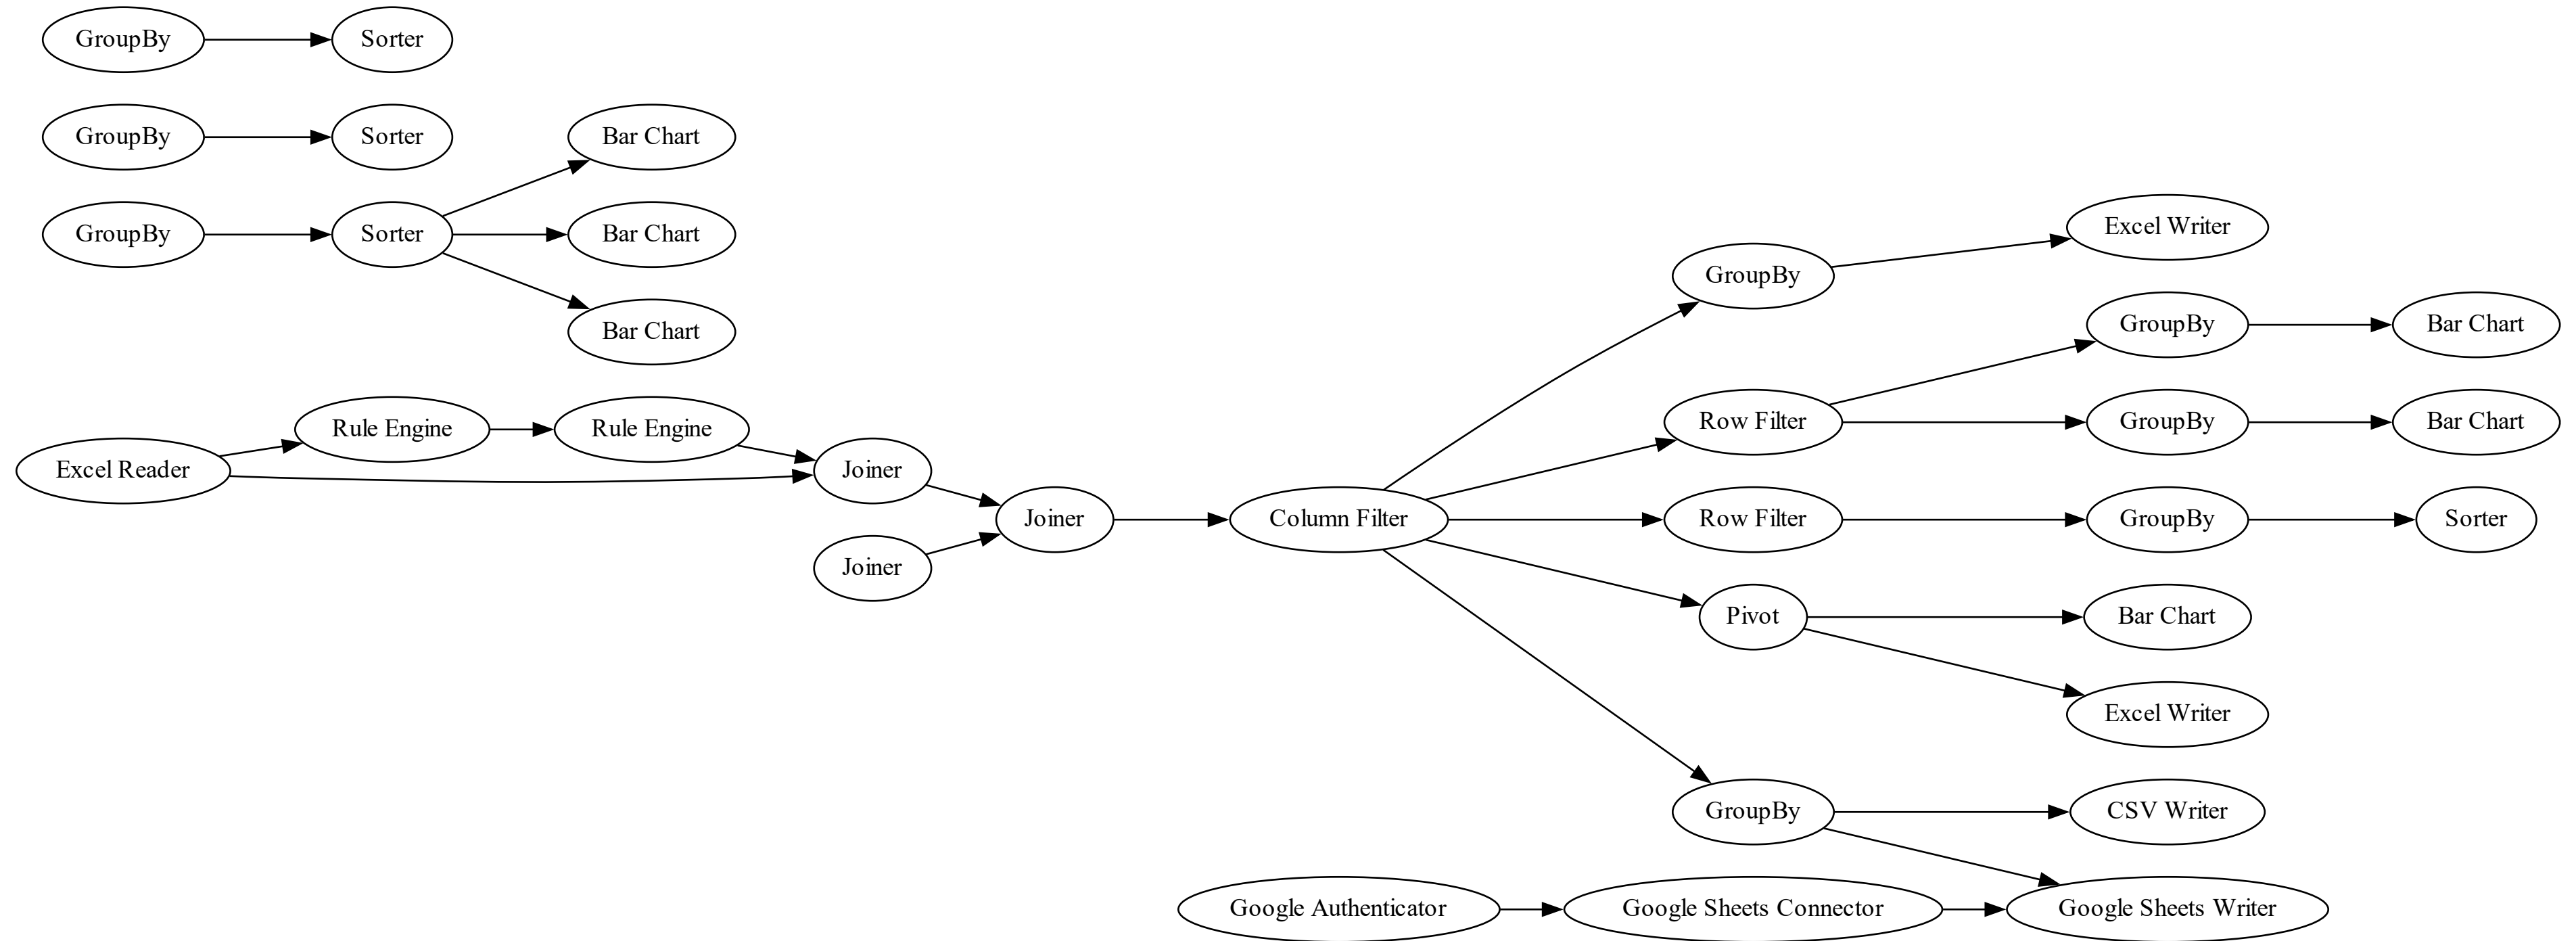 GroupBy
Sorter
GroupBy
Sorter
Bar Chart
GroupBy
Sorter
Bar Chart
Bar Chart
Excel Reader
Rule Engine
Rule Engine
Joiner
Joiner
Joiner
Column Filter
GroupBy
Excel Writer
Row Filter
GroupBy
Bar Chart
GroupBy
Bar Chart
Row Filter
GroupBy
Sorter
Pivot
Bar Chart
Excel Writer
GroupBy
CSV Writer
Google Authenticator
Google Sheets Connector
Google Sheets Writer